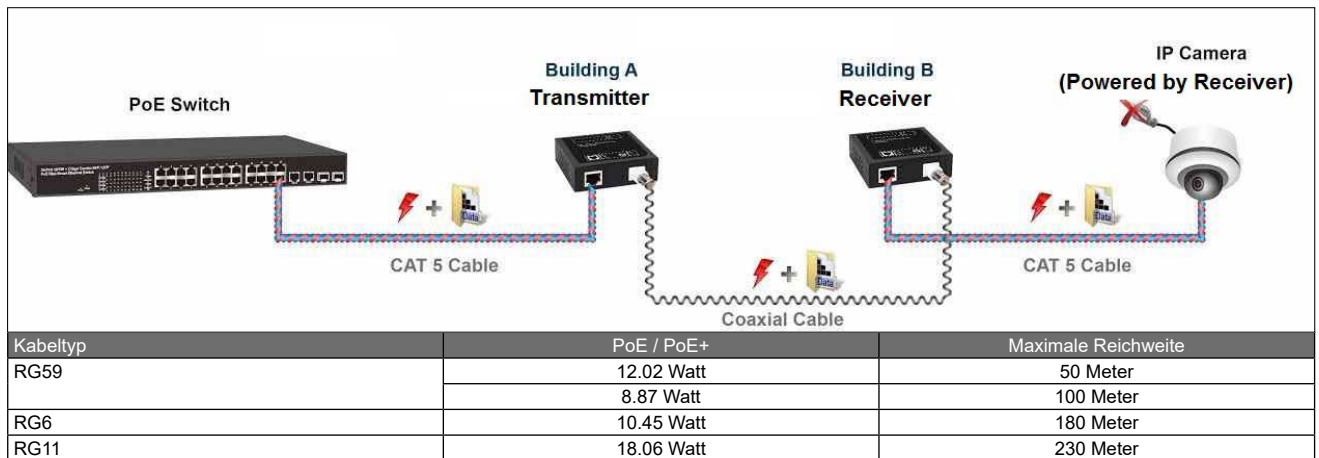 PoE Switch
Building A
Transmitter
Building B
Receiver
IP Camera
(Powered by Receiver)
+ Data
CAT 5 Cable
+ Data
Coaxial Cable
+ Data
CAT 5 Cable
Kabeltyp PoE / PoE+ Maximale Reichweite
RG59 12.02 Watt 50 Meter
8.87 Watt 100 Meter
RG6 10.45 Watt 180 Meter
RG11 18.06 Watt 230 Meter